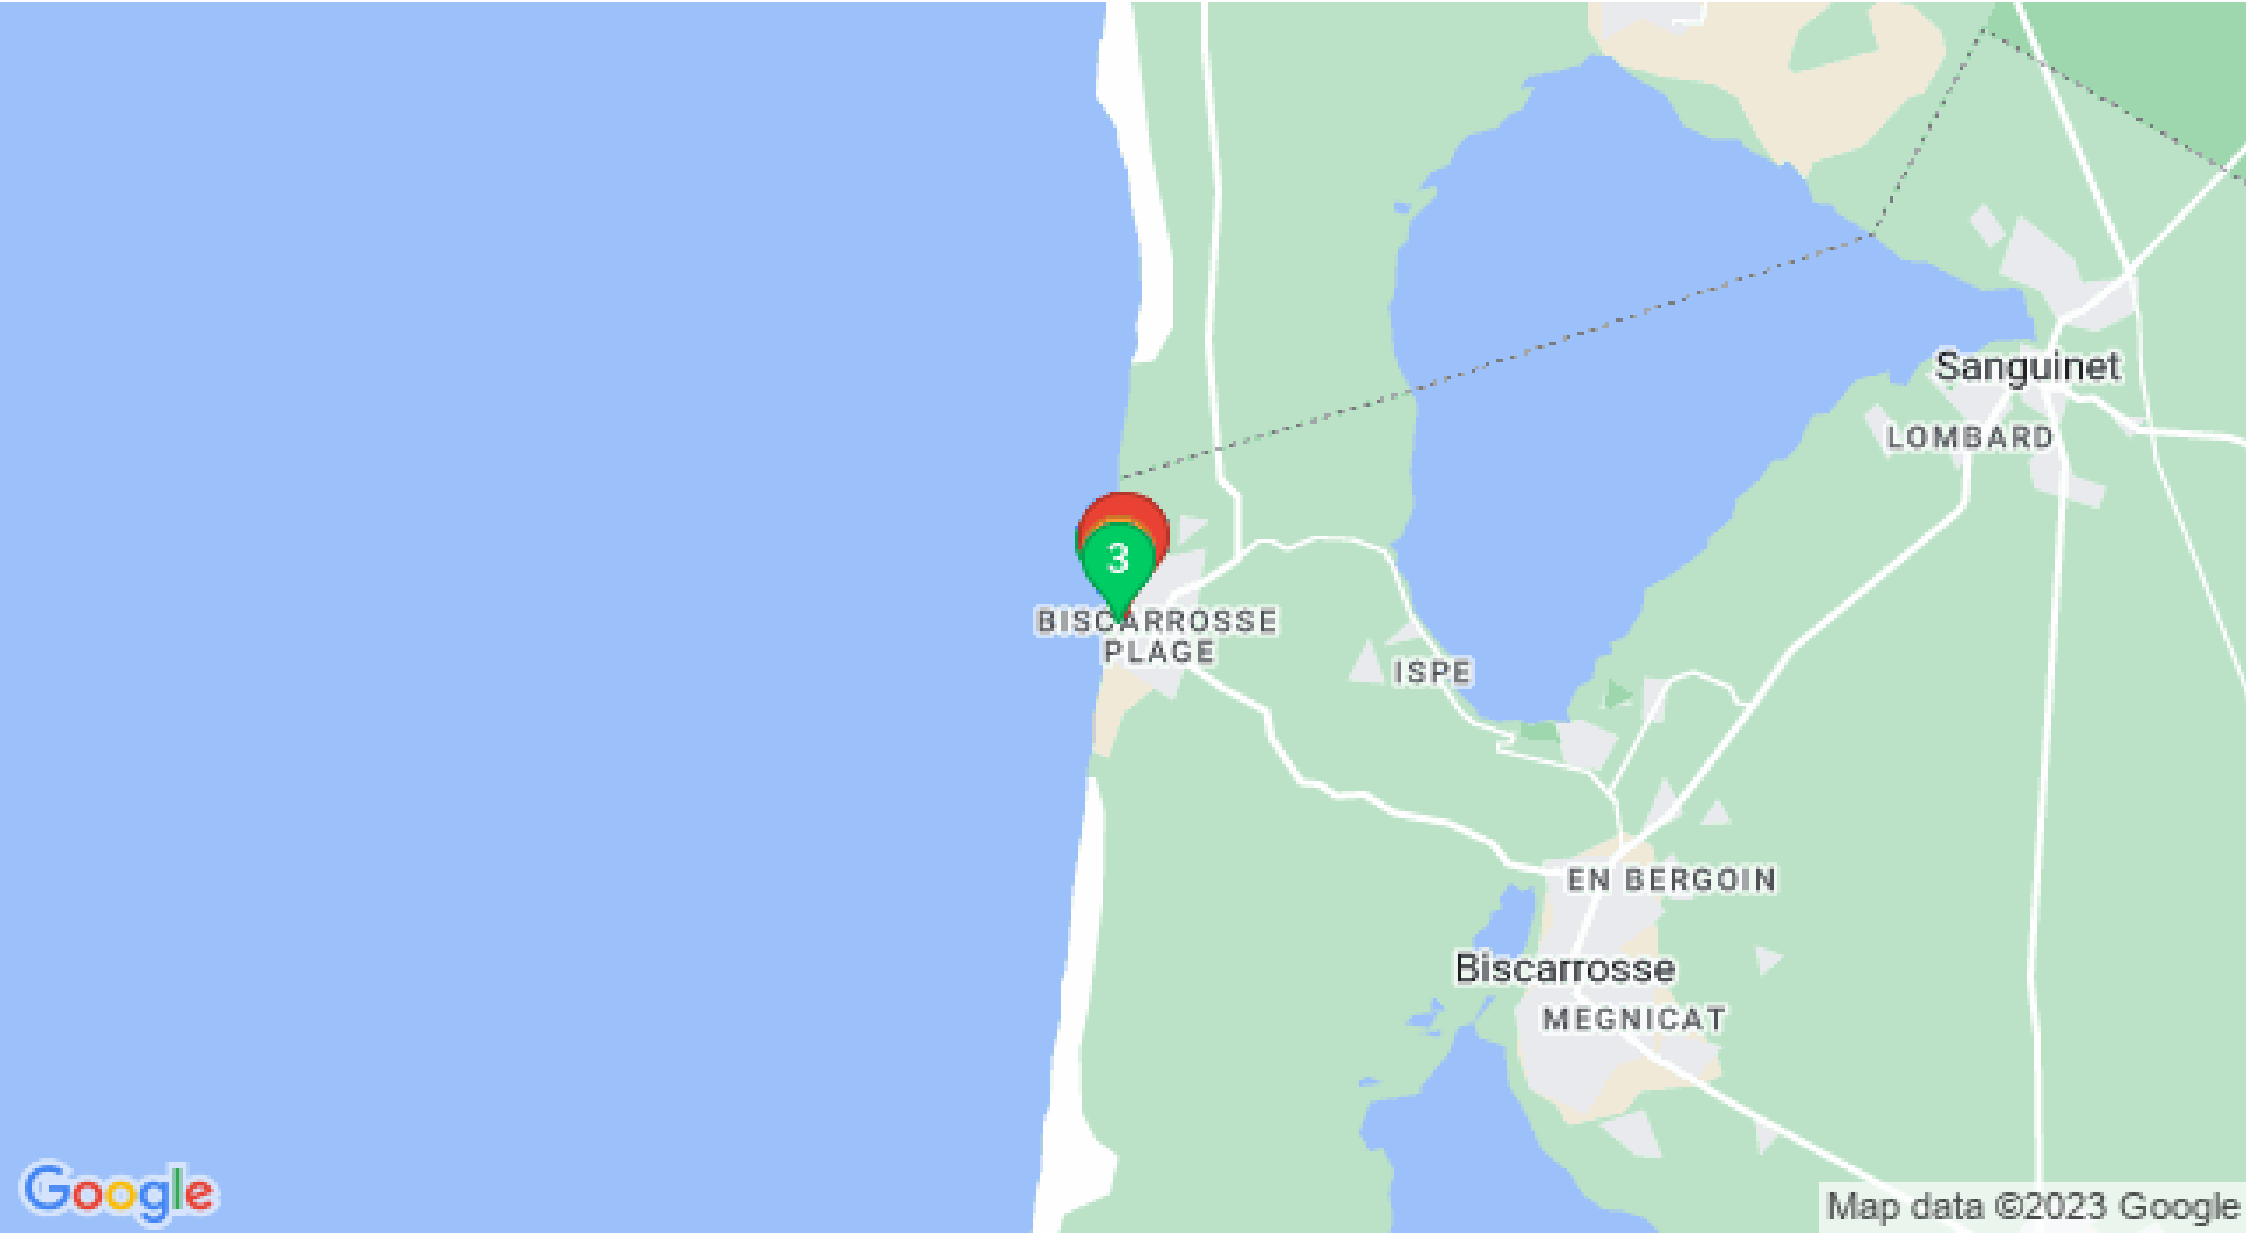 Sanguinet
LOMBARD
3
BISCARROSSE
PLAGE
ISPE
EN BERGOIN
Biscarrosse
MEGNICAT
Google
Map data ©2023 Google